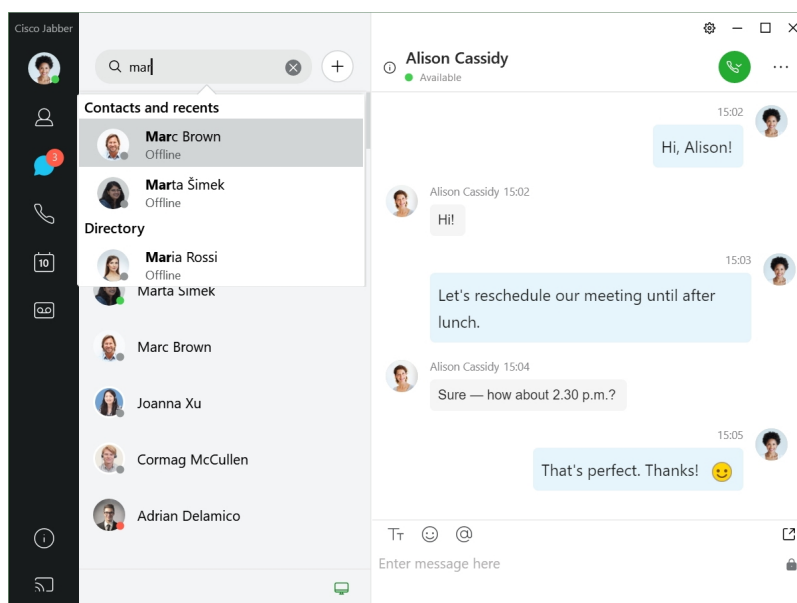 Cisco Jabber
mar
Contacts and recents
Marc Brown
Offline
Marta Šimek
Offline
Directory
Maria Rossi
Offline
Marta Simek
Marc Brown
Joanna Xu
Cormag McCullen
Adrian Delamico
3
10
Alison Cassidy
Available
15:02
Hi, Alison!
Alison Cassidy 15:02
Hi!
15:03
Let's reschedule our meeting until after
lunch.
Alison Cassidy 15:04
Sure — how about 2.30 p.m.?
15:05
That's perfect. Thanks!
TT
@
Enter message here